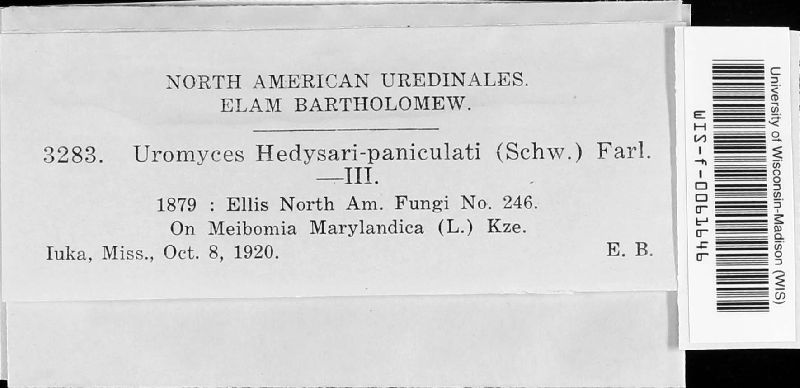 NORTH AMERICAN UREDINALES.
ELAM BARTHOLOMEW.
3283. Uromyces Hedysari-paniculati (Schw.) Farl.
—III.
1879 : Ellis North Am. Fungi No. 246.
On Meibomia Marylandica (L.) Kze.
Iuka, Miss., Oct. 8, 1920. E. B.
University of Wisconsin-Madison (WIS)
WIS-f-0091646